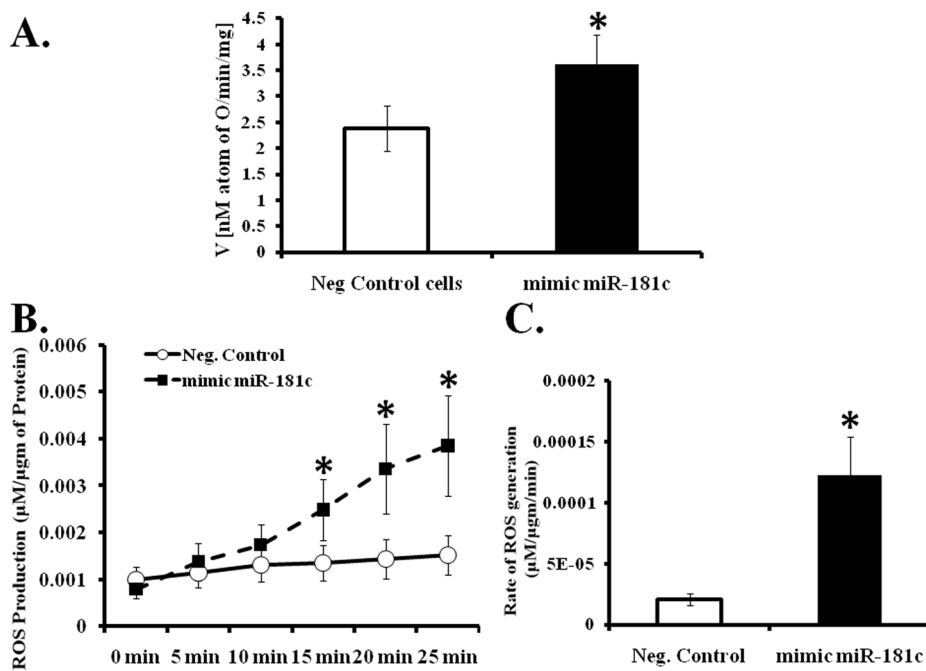 A.
V [nM atom of O/min/mg]
4.5
4
3.5
3
2.5
2
1.5
1
0.5
0
*
Neg Control cells
mimic miR-181c
B.
ROS Production (µM/µgm of Protein)
0.006
0.005
0.004
0.003
0.002
0.001
0
Neg. Control
mimic miR-181c
*
*
*
0 min
5 min
10 min
15 min
20 min
25 min
C.
Rate of ROS generation
(µM/µgm/min)
0.0002
0.00015
0.0001
5E-05
0
*
Neg. Control
mimic miR-181c